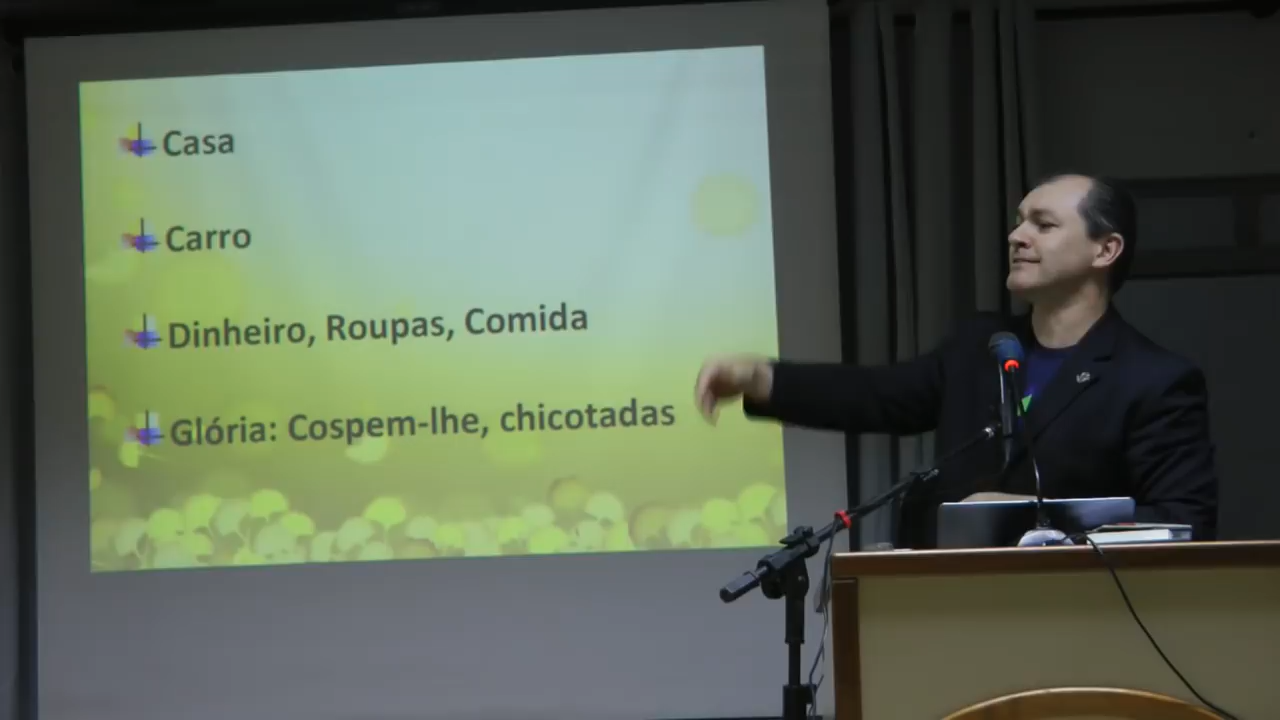 Casa
Carro
Dinheiro, Roupas, Comida
Glória: Cospem-lhe, chicotadas